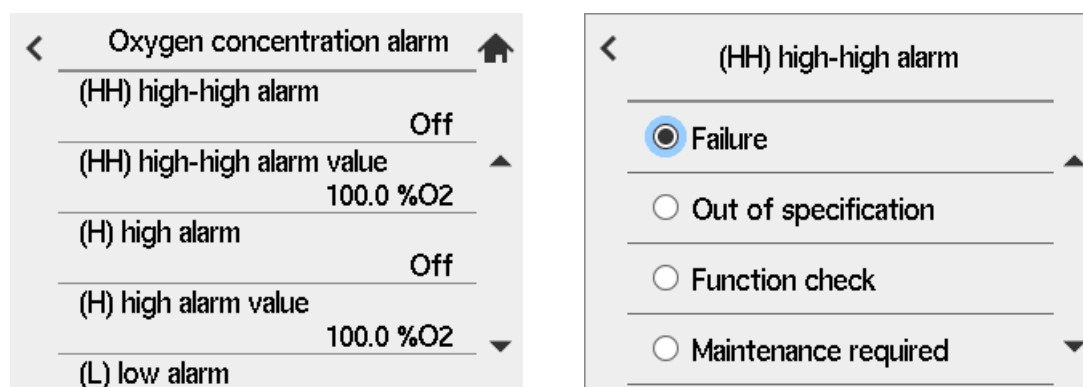 Oxygen concentration alarm
(HH) high-high alarm
Off
(HH) high-high alarm value
100.0 %O2
(H) high alarm
Off
(H) high alarm value
100.0 %O2
(L) low alarm
(HH) high-high alarm
Failure
Out of specification
Function check
Maintenance required